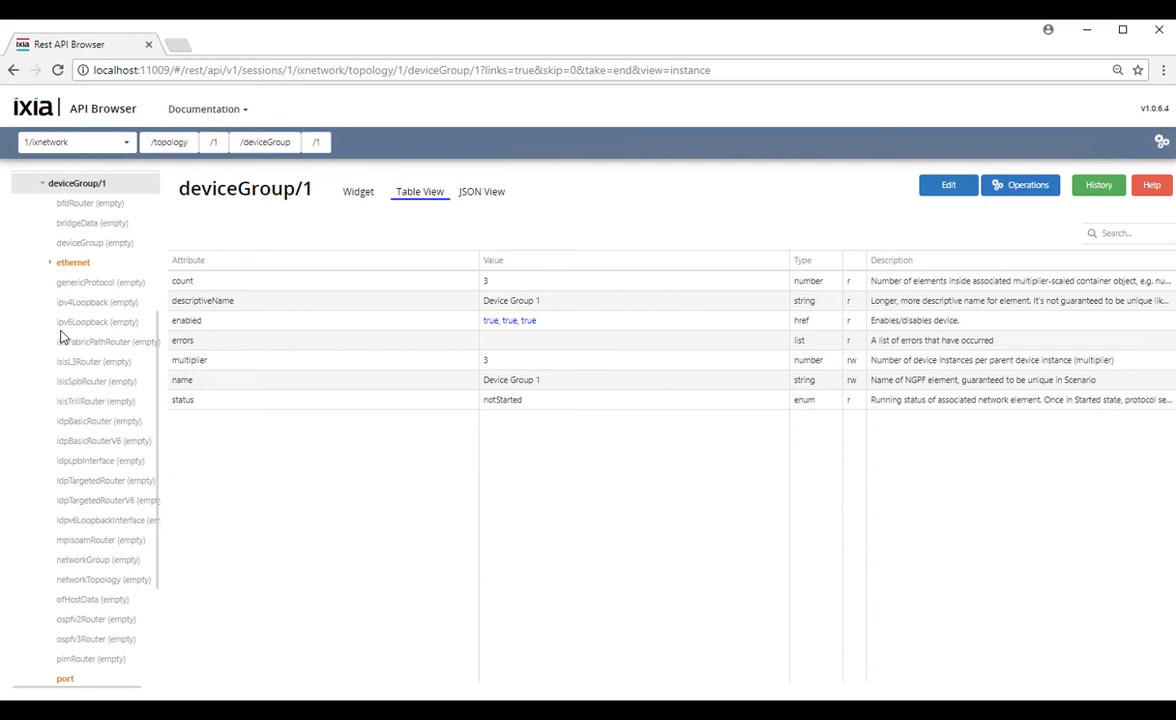 ixia Rest API Browser
localhost:11009/#/rest/api/v1/sessions/1/ixnetwork/topology/1/deviceGroup/1?links=true&skip=0&take=end&view=instance
ixia API Browser Documentation v1.0.6.4
1/ixnetwork /topology /1 /deviceGroup /1
deviceGroup/1
bfdRouter (empty)
bridgeData (empty)
deviceGroup (empty)
ethernet
genericProtocol (empty)
ipv4Loopback (empty)
ipv6Loopback (empty)
FabricPathRouter (empty)
isisL3Router (empty)
isisSpbRouter (empty)
isisTrillRouter (empty)
ldpBasicRouter (empty)
ldpBasicRouterV6 (empty)
ldpLpbInterface (empty)
ldpTargetedRouter (empty)
ldpTargetedRouterV6 (empty
ldpv6LoopbackInterface (em
mplsoamRouter (empty)
networkGroup (empty)
networkTopology (empty)
ofHostData (empty)
ospfv2Router (empty)
ospfv3Router (empty)
pimRouter (empty)
port
deviceGroup/1 Widget Table View JSON View Edit Operations History Help
Search...
Attribute Value Type Description
count 3 number r Number of elements inside associated multiplier-scaled container object, e.g. nu...
descriptiveName Device Group 1 string r Longer, more descriptive name for element. It's not guaranteed to be unique lik...
enabled true, true, true href r Enables/disables device.
errors list r A list of errors that have occurred
multiplier 3 number rw Number of device instances per parent device instance (multiplier)
name Device Group 1 string rw Name of NGPF element, guaranteed to be unique in Scenario
status notStarted enum r Running status of associated network element. Once in Started state, protocol se...